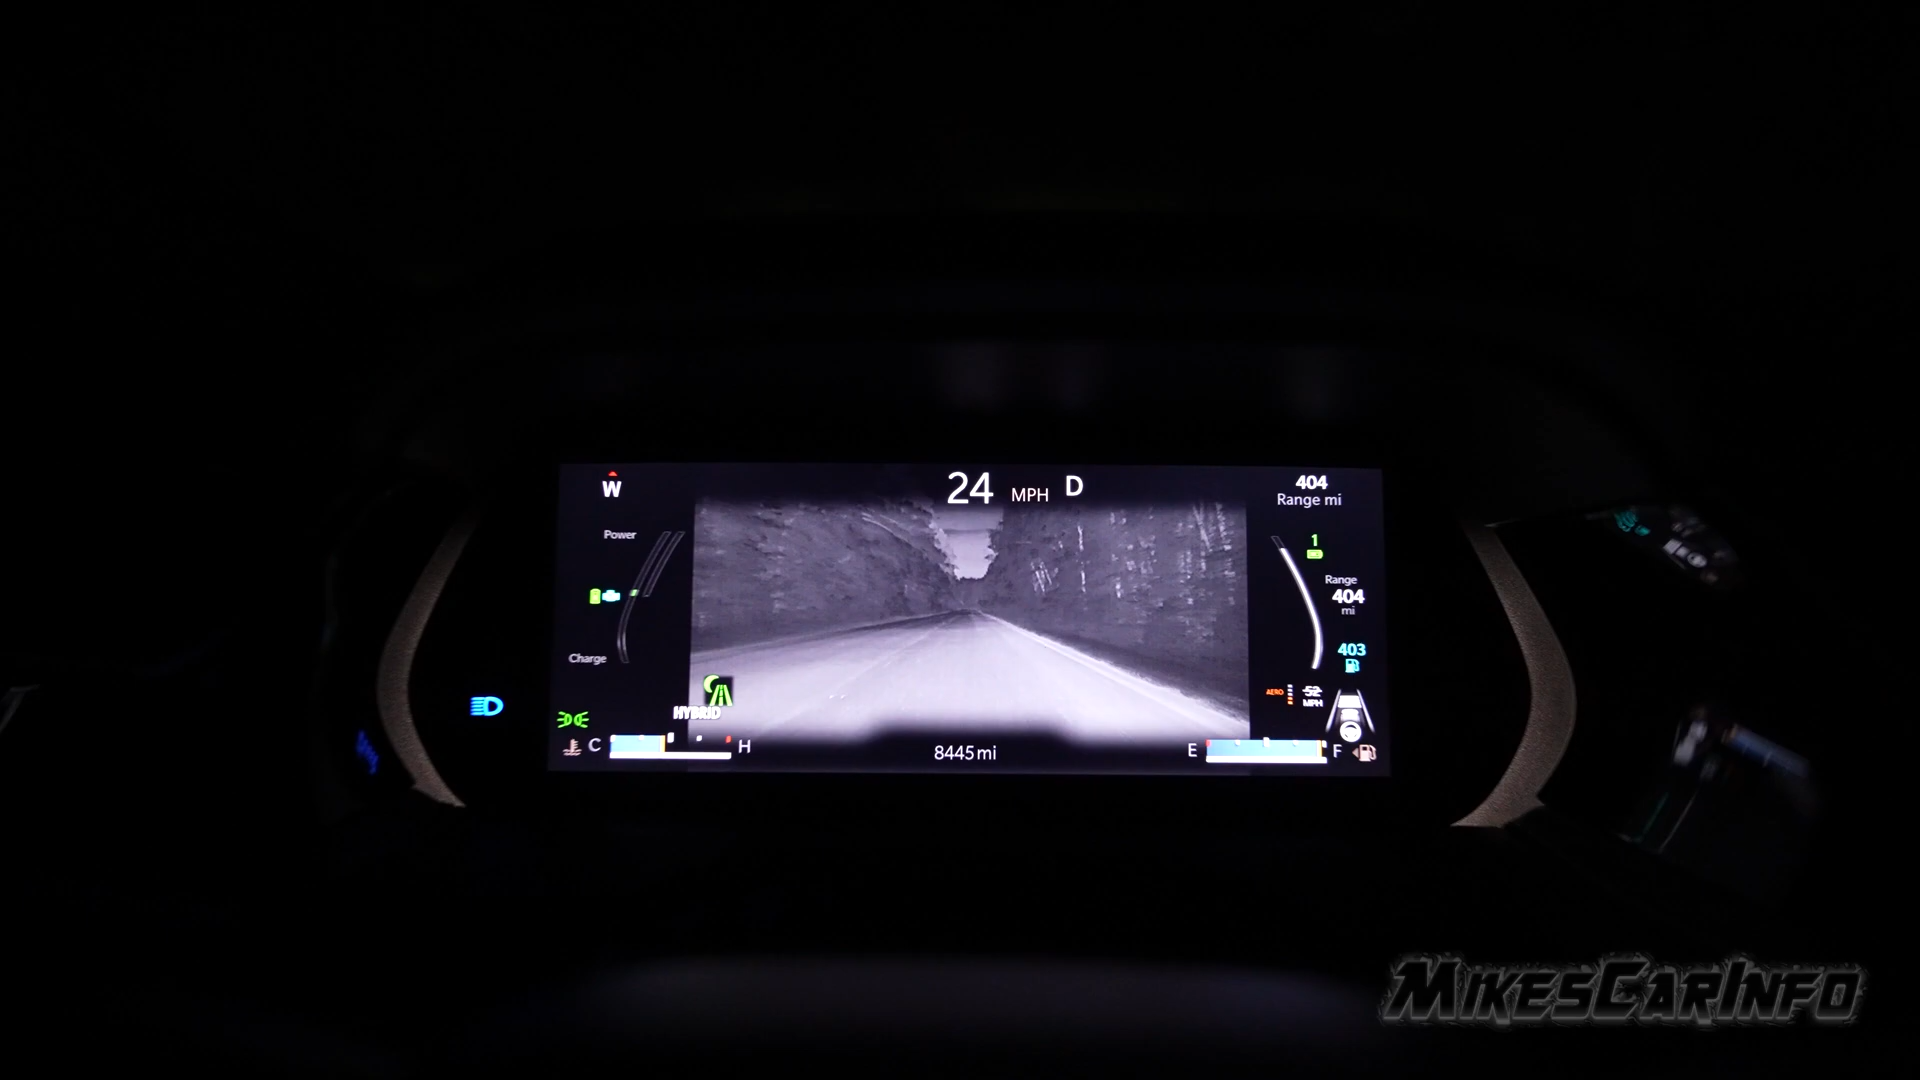 W
24 MPH D
404
Range mi
Power
1
Range
404
mi
403
Charge
AERO
52
MPH
HYBRID
C H
8445 mi
E F
MIKESCARINFO